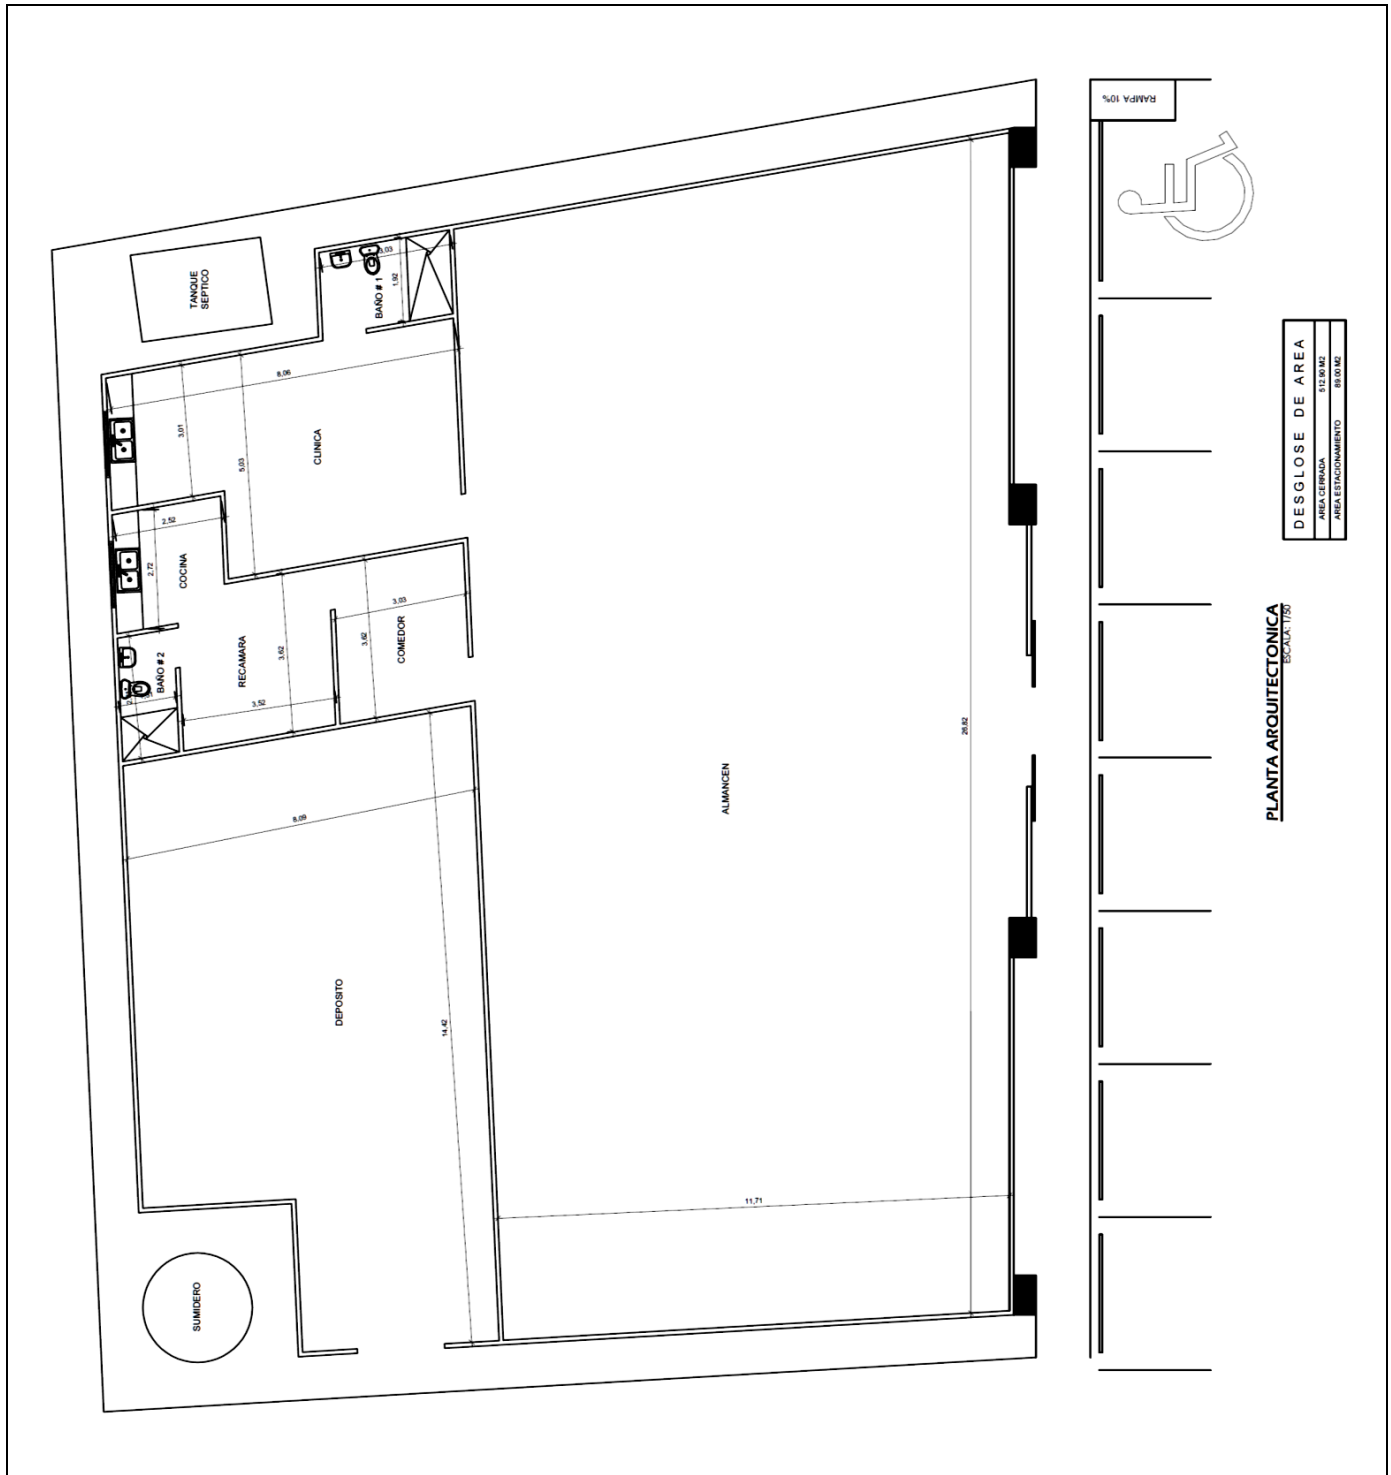 RAMPA 10%
TANQUE
SEPTICO
3,03
1,92
BAÑO # 1
8,06
3,01
5,03
CLINICA
2,52
2,72
COCINA
3,62
3,03
3,62
COMEDOR
RECAMARA
BAÑO # 2
3,52
8,09
14,42
DEPOSITO
SUMIDERO
ALMANCEN
26,82
11,71
DESGLOSE DE AREA
AREA CERRADA 512.90 M2
AREA ESTACIONAMIENTO 89.00 M2
PLANTA ARQUITECTONICA
ESCALA: 1/50